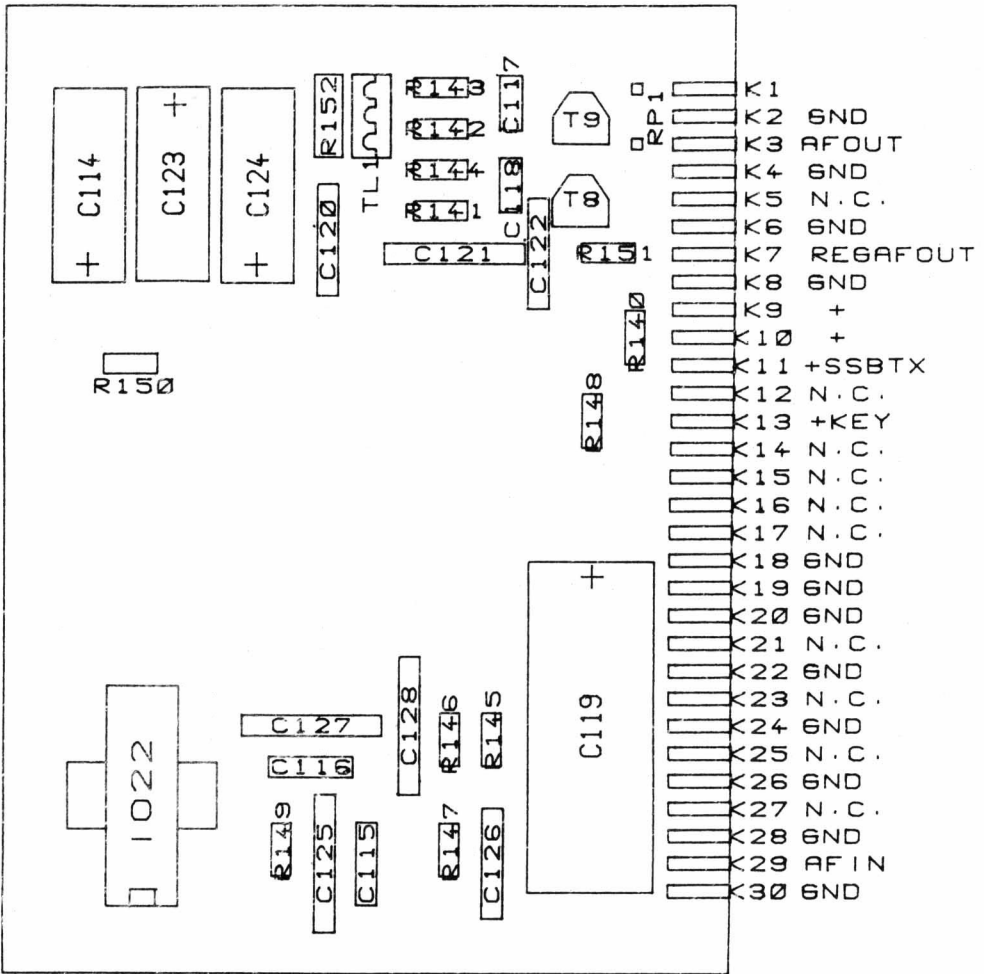 R152
TL1
R143
R142
R144
R141
C117
C118
T9
T8
RP1
C114
C123
C124
C120
C121
C122
R151
R140
R150
R148
K1
K2 GND
K3 AFOUT
K4 GND
K5 N.C.
K6 GND
K7 REGAFOUT
K8 GND
K9 +
K10 +
K11 +SSBTX
K12 N.C.
K13 +KEY
K14 N.C.
K15 N.C.
K16 N.C.
K17 N.C.
K18 GND
K19 GND
K20 GND
K21 N.C.
K22 GND
K23 N.C.
K24 GND
K25 N.C.
K26 GND
K27 N.C.
K28 GND
K29 AFIN
K30 GND
C119
C127
C128
R146
R145
C116
IO22
R149
C125
C115
R147
C126